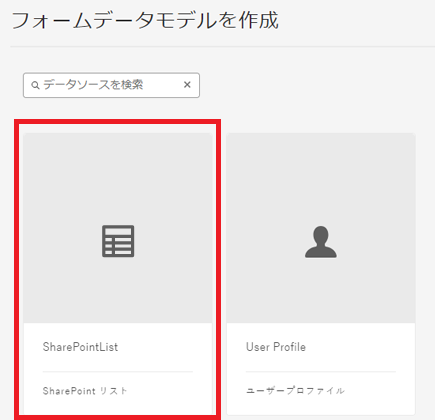 フォームデータモデルを作成
データソースを検索
SharePointList
SharePoint リスト
User Profile
ユーザープロファイル